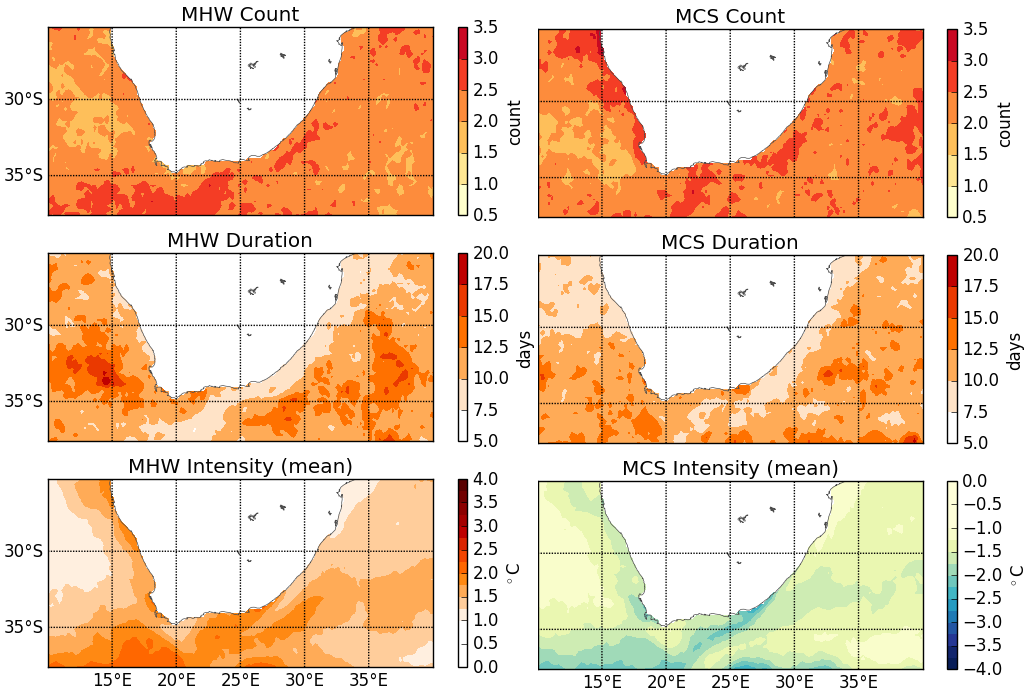 MHW Count
MCS Count
30°S
35°S
3.5
3.0
2.5
2.0
1.5
1.0
0.5
count
3.5
3.0
2.5
2.0
1.5
1.0
0.5
count
MHW Duration
MCS Duration
30°S
35°S
20.0
17.5
15.0
12.5
10.0
7.5
5.0
days
20.0
17.5
15.0
12.5
10.0
7.5
5.0
days
MHW Intensity (mean)
MCS Intensity (mean)
30°S
35°S
4.0
3.5
3.0
2.5
2.0
1.5
1.0
0.5
0.0
°C
0.0
−0.5
−1.0
−1.5
−2.0
−2.5
−3.0
−3.5
−4.0
°C
15°E 20°E 25°E 30°E 35°E
15°E 20°E 25°E 30°E 35°E